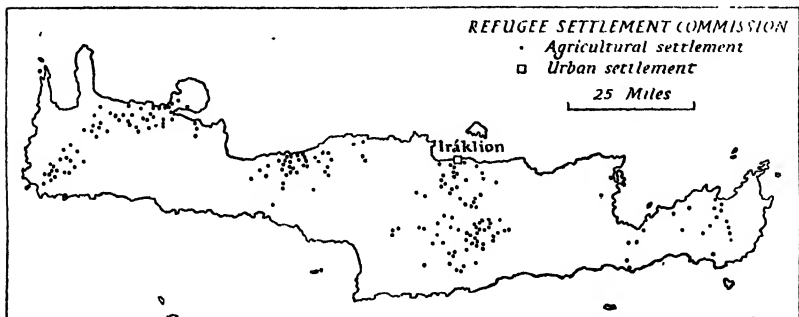 REFUGEE SETTLEMENT COMMISSION
Agricultural settlement
Urban settlement
25 Miles
Iráklion